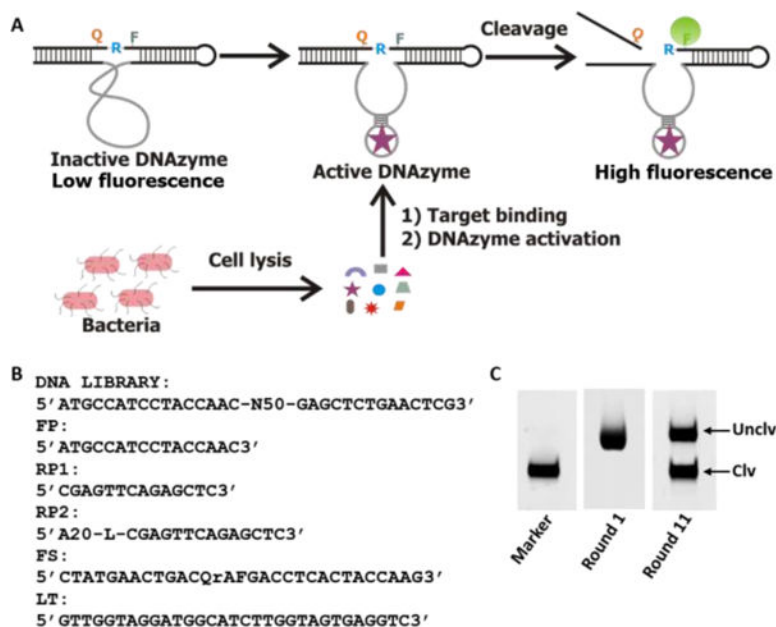 A
Q R F
Q R F
Cleavage
Q R F
Inactive DNAzyme
Low fluorescence
Active DNAzyme
High fluorescence
1) Target binding
2) DNAzyme activation
Cell lysis
Bacteria
B
DNA LIBRARY:
5'ATGCCATCCTACCAAC-N50-GAGCTCTGAACTCG3'
FP:
5'ATGCCATCCTACCAAC3'
RP1:
5'CGAGTTCAGAGCTC3'
RP2:
5'A20-L-CGAGTTCAGAGCTC3'
FS:
5'CTATGAACTGACQrAFGACCTCACTACCAAG3'
LT:
5'GTTGGTAGGATGGCATCTTGGTAGTGAGGTC3'
C
Unclv
Clv
Marker
Round 1
Round 11